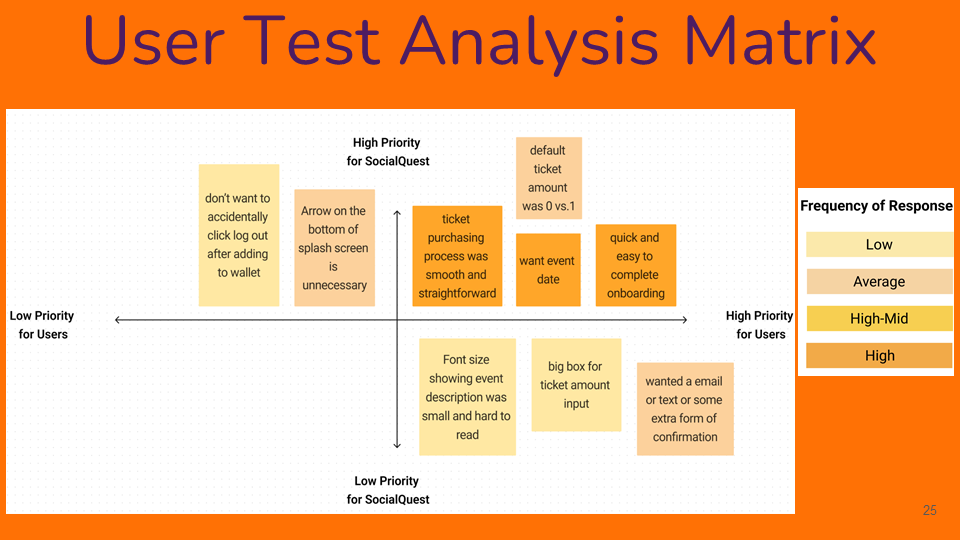 User Test Analysis Matrix
High Priority
for SocialQuest
don't want to
accidentally
click log out
after adding
to wallet
Arrow on the
bottom of
splash screen
is
unnecessary
ticket
purchasing
process was
smooth and
straightforward
default
ticket
amount
was 0 vs.1
want event
date
quick and
easy to
complete
onboarding
Low Priority
for Users
High Priority
for Users
Font size
showing event
description was
small and hard to
read
big box for
ticket amount
input
wanted a email
or text or some
extra form of
confirmation
Low Priority
for SocialQuest
Frequency of Response
Low
Average
High-Mid
High
25